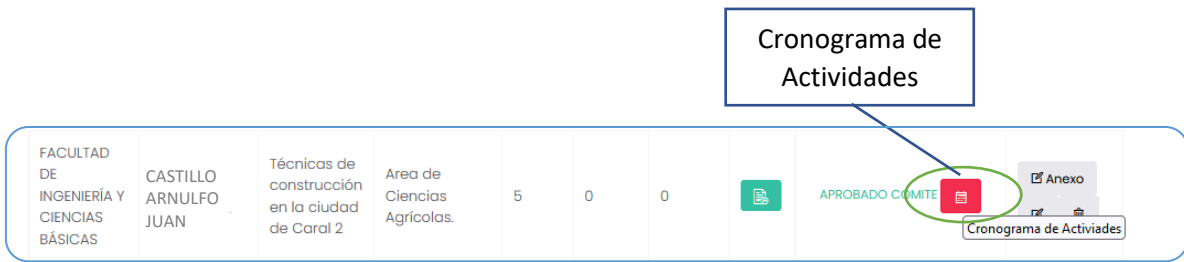 Cronograma de
Actividades
FACULTAD
DE
INGENIERÍA Y
CIENCIAS
BÁSICAS
CASTILLO
ARNULFO
JUAN
Técnicas de
construcción
en la ciudad
de Caral 2
Area de
Ciencias
Agrícolas.
5
0
0
APROBADO COMITE
Anexo
Cronograma de Activiades